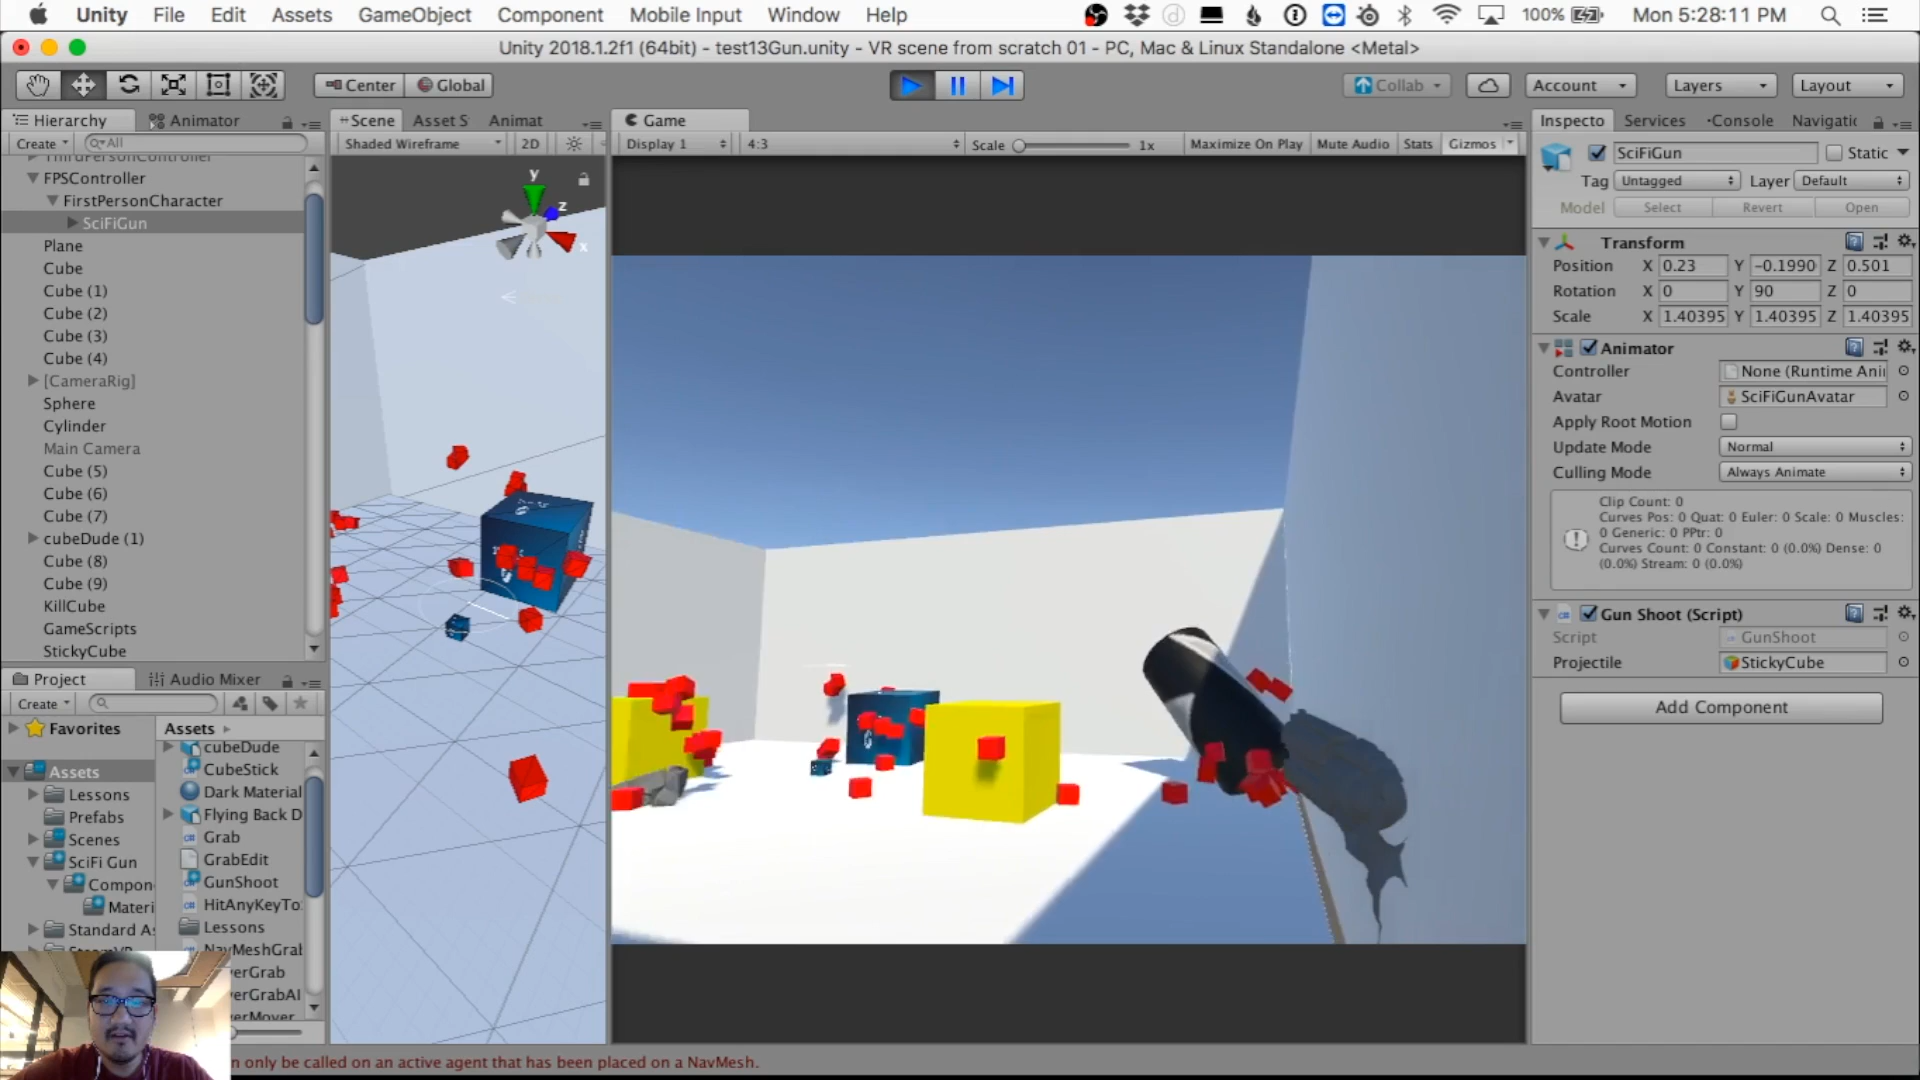 Unity File Edit Assets GameObject Component Mobile Input Window Help 100% Mon 5:28:11 PM
Unity 2018.1.2f1 (64bit) - test13Gun.unity - VR scene from scratch 01 - PC, Mac & Linux Standalone <Metal>
Center Global Collab Account Layers Layout
Hierarchy Animator
Create All
ThirdPersonController
FPSController
FirstPersonCharacter
SciFiGun
Plane
Cube
Cube (1)
Cube (2)
Cube (3)
Cube (4)
[CameraRig]
Sphere
Cylinder
Main Camera
Cube (5)
Cube (6)
Cube (7)
cubeDude (1)
Cube (8)
Cube (9)
KillCube
GameScripts
StickyCube
Project Audio Mixer
Create
Favorites
Assets
Lessons
Prefabs
Scenes
SciFi Gun
Compon
Materi
Standard As
Assets
cubeDude
CubeStick
Dark Material
Flying Back D
Grab
GrabEdit
GunShoot
HitAnyKeyTo
Lessons
NavMeshGrab
verGrab
verGrabAI
verMover
Scene Asset S Animat
Shaded Wireframe 2D
y
z
x
Game
Display 1 4:3 Scale 1x Maximize On Play Mute Audio Stats Gizmos
Inspecto Services Console Navigatic
SciFiGun Static
Tag Untagged Layer Default
Model Select Revert Open
Transform
Position X 0.23 Y -0.1990 Z 0.501
Rotation X 0 Y 90 Z 0
Scale X 1.40395 Y 1.40395 Z 1.40395
Animator
Controller None (Runtime Ani
Avatar SciFiGunAvatar
Apply Root Motion
Update Mode Normal
Culling Mode Always Animate
Clip Count: 0
Curves Pos: 0 Quat: 0 Euler: 0 Scale: 0 Muscles:
0 Generic: 0 PPtr: 0
Curves Count: 0 Constant: 0 (0.0%) Dense: 0
(0.0%) Stream: 0 (0.0%)
Gun Shoot (Script)
Script GunShoot
Projectile StickyCube
Add Component
n only be called on an active agent that has been placed on a NavMesh.